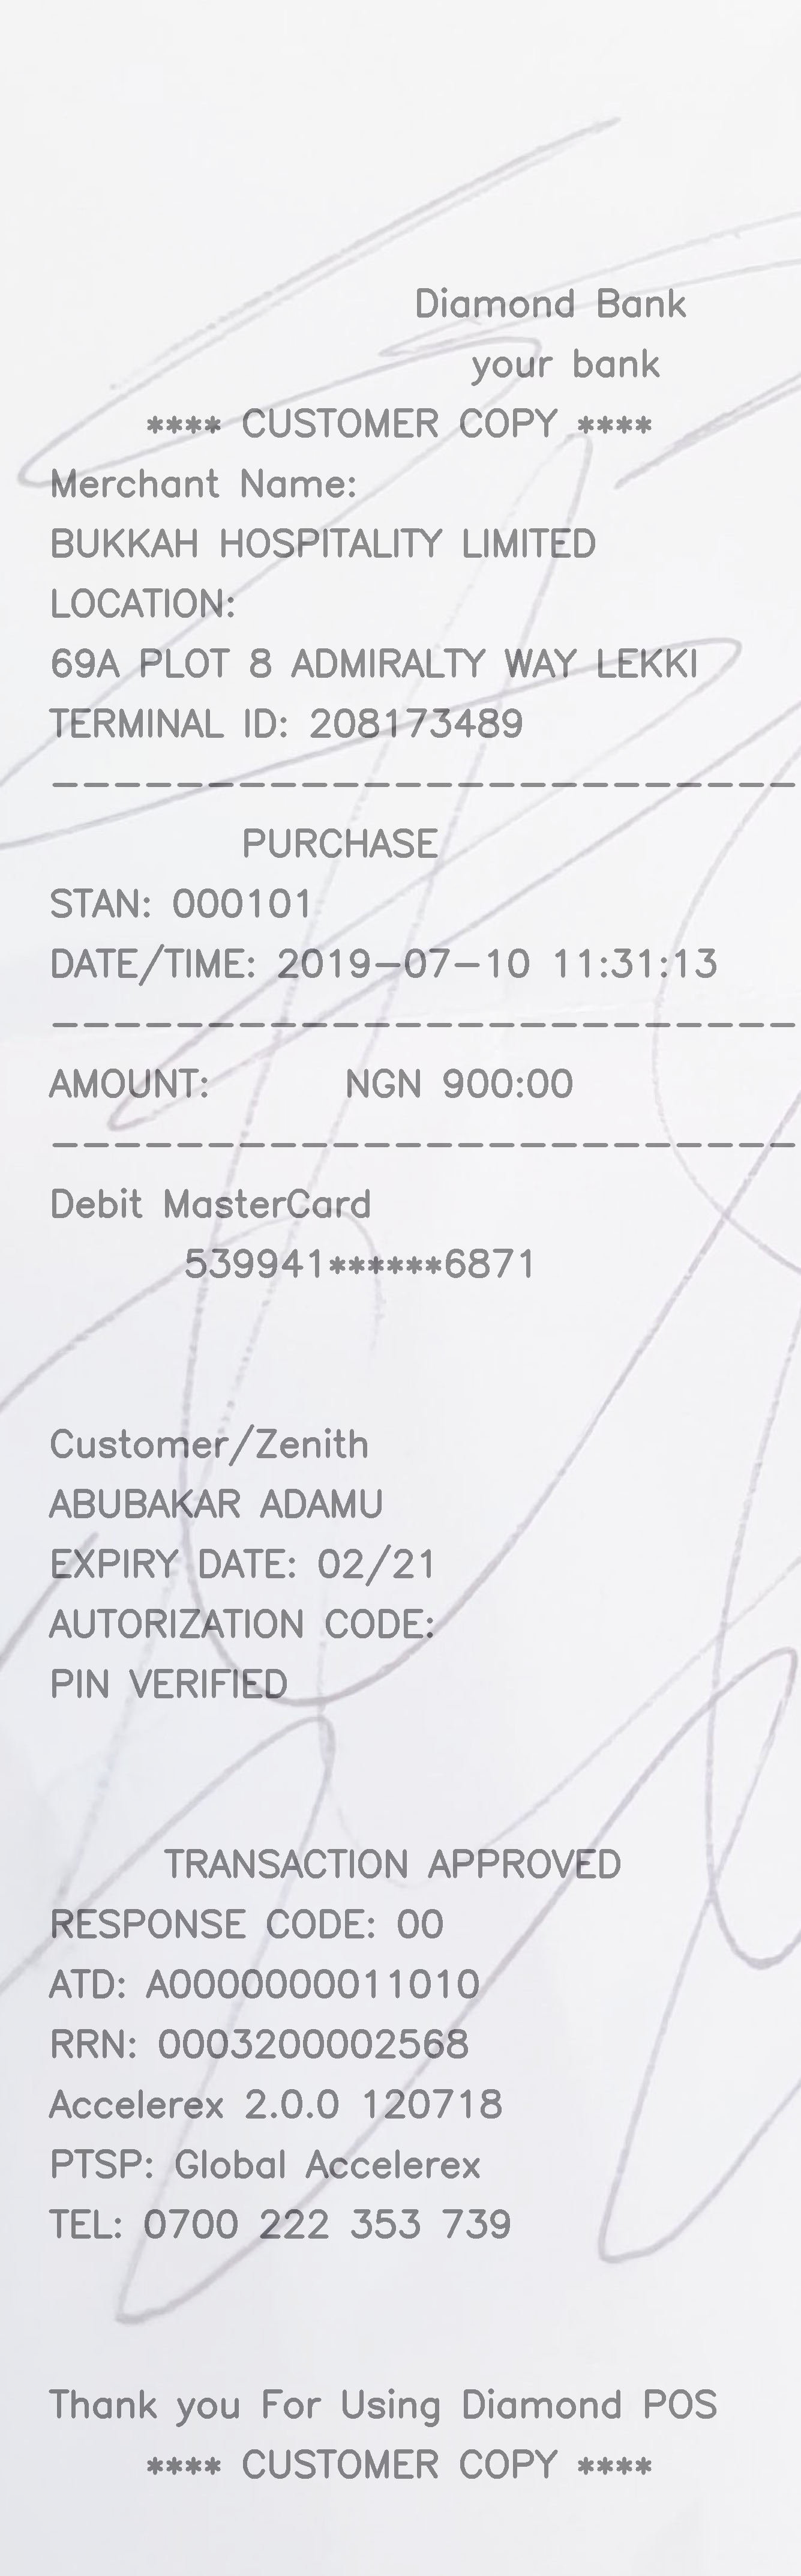 Diamond Bank
your bank
**** CUSTOMER COPY ****
Merchant Name:
BUKKAH HOSPITALITY LIMITED
LOCATION:
69A PLOT 8 ADMIRALTY WAY LEKKI
TERMINAL ID: 208173489
------------------------
PURCHASE
STAN: 000101
DATE/TIME: 2019-07-10 11:31:13
------------------------
AMOUNT: NGN 900:00
------------------------
Debit MasterCard
539941******6871
Customer/Zenith
ABUBAKAR ADAMU
EXPIRY DATE: 02/21
AUTORIZATION CODE:
PIN VERIFIED
TRANSACTION APPROVED
RESPONSE CODE: 00
ATD: A0000000011010
RRN: 0003200002568
Accelerex 2.0.0 120718
PTSP: Global Accelerex
TEL: 0700 222 353 739
Thank you For Using Diamond POS
**** CUSTOMER COPY ****